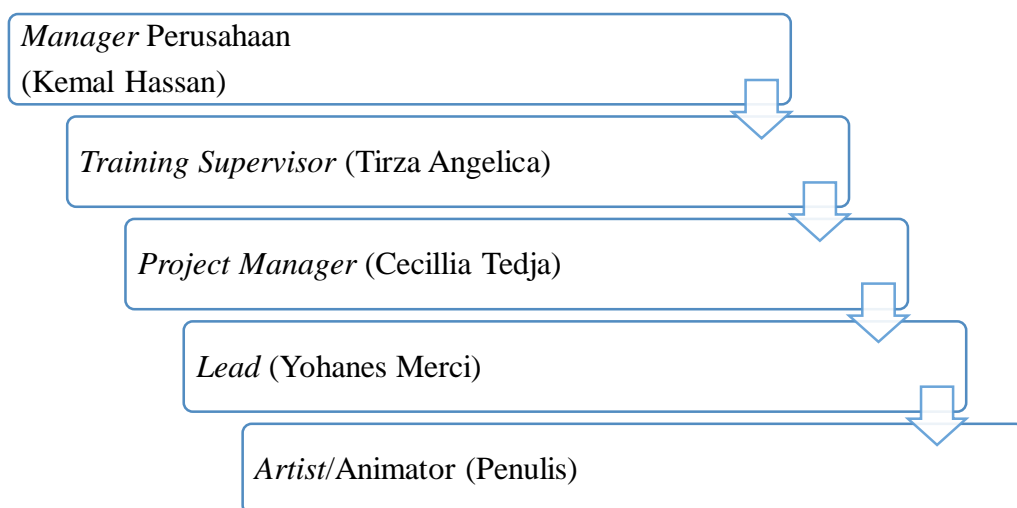 Manager Perusahaan
(Kemal Hassan)
Training Supervisor (Tirza Angelica)
Project Manager (Cecillia Tedja)
Lead (Yohanes Merci)
Artist/Animator (Penulis)